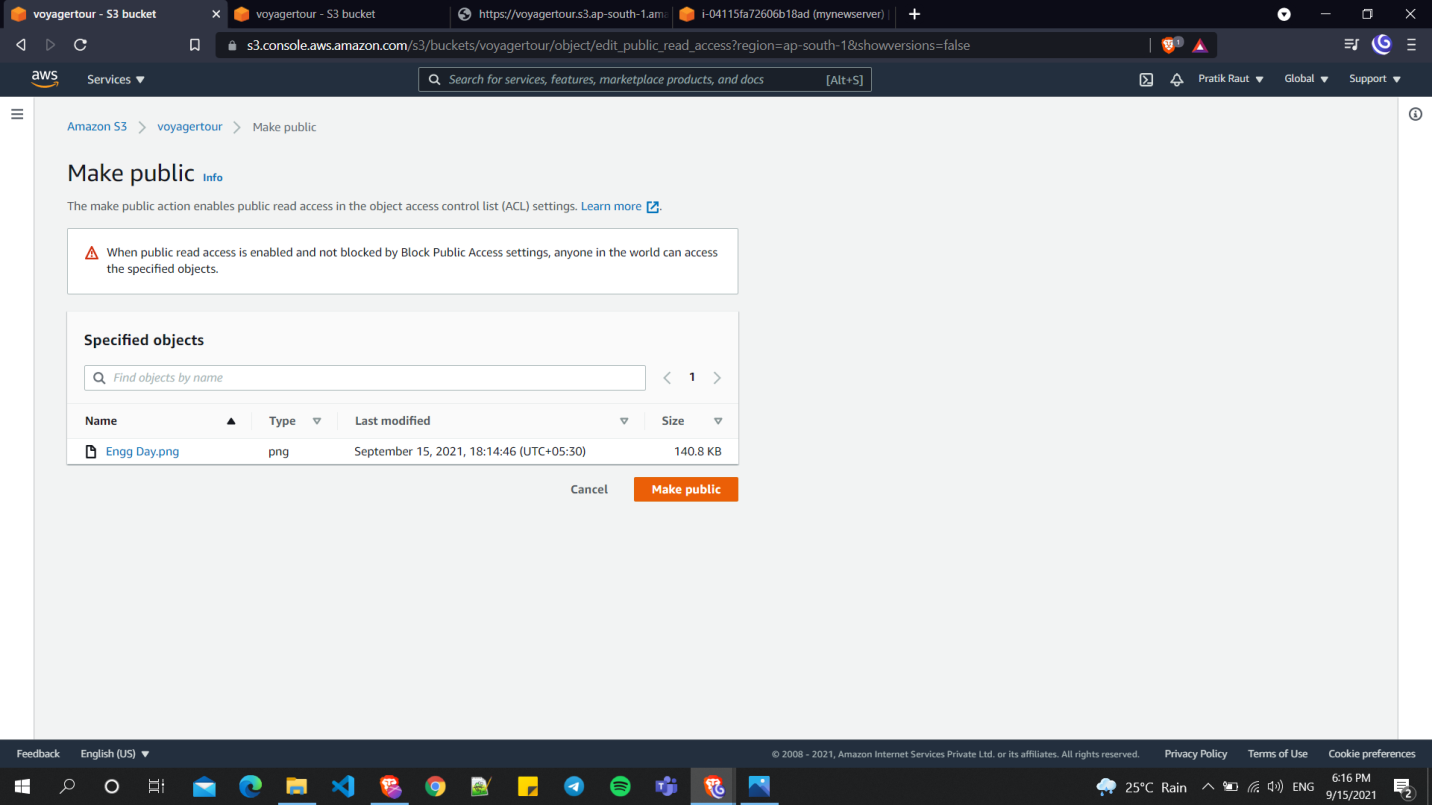 voyagertour - S3 bucket
voyagertour - S3 bucket
https://voyagertour.s3.ap-south-1.ama
i-04115fa72606b18ad (mynewserver) |
s3.console.aws.amazon.com/s3/buckets/voyagertour/object/edit_public_read_access?region=ap-south-1&showversions=false
1
aws
Services
Search for services, features, marketplace products, and docs
[Alt+S]
Pratik Raut
Global
Support
Amazon S3
voyagertour
Make public
Make public Info
The make public action enables public read access in the object access control list (ACL) settings. Learn more.
When public read access is enabled and not blocked by Block Public Access settings, anyone in the world can access
the specified objects.
Specified objects
Find objects by name
1
Name Type Last modified Size
Engg Day.png png September 15, 2021, 18:14:46 (UTC+05:30) 140.8 KB
Cancel Make public
Feedback English (US)
© 2008 - 2021, Amazon Internet Services Private Ltd. or its affiliates. All rights reserved. Privacy Policy Terms of Use Cookie preferences
25°C Rain
ENG
6:16 PM
9/15/2021
2